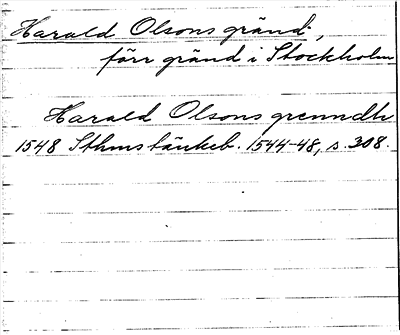 Harald Olsons gränd,
förr gränd i Stockholm
Harald Olsons grenndh
1548 Sthms tänkeb. 1544-48, s. 308.